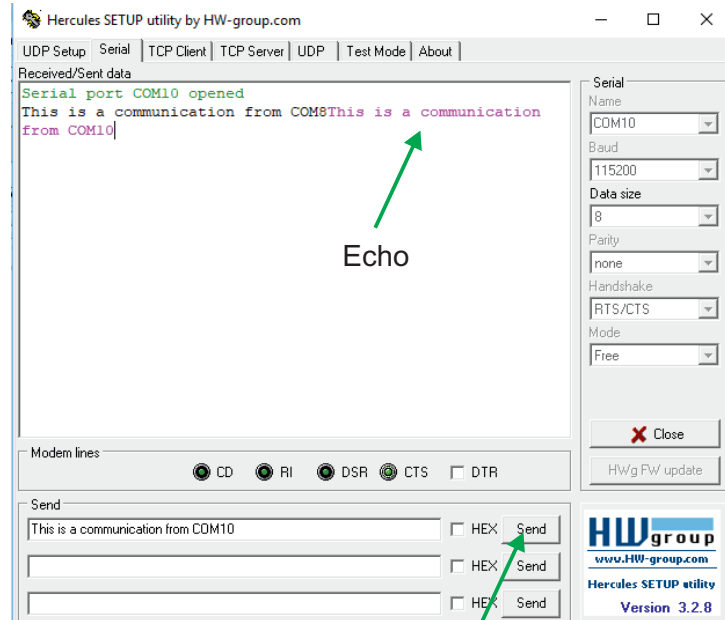 Hercules SETUP utility by HW-group.com
UDP Setup Serial TCP Client TCP Server UDP Test Mode About
Received/Sent data
Serial port COM10 opened
This is a communication from COM8This is a communication
from COM10
Echo
Serial
Name
COM10
Baud
115200
Data size
8
Parity
none
Handshake
RTS/CTS
Mode
Free
Close
HWg FW update
Modem lines
CD RI DSR CTS DTR
Send
This is a communication from COM10 HEX Send
HEX Send
HEX Send
HWgroup
www.HW-group.com
Hercules SETUP utility
Version 3.2.8